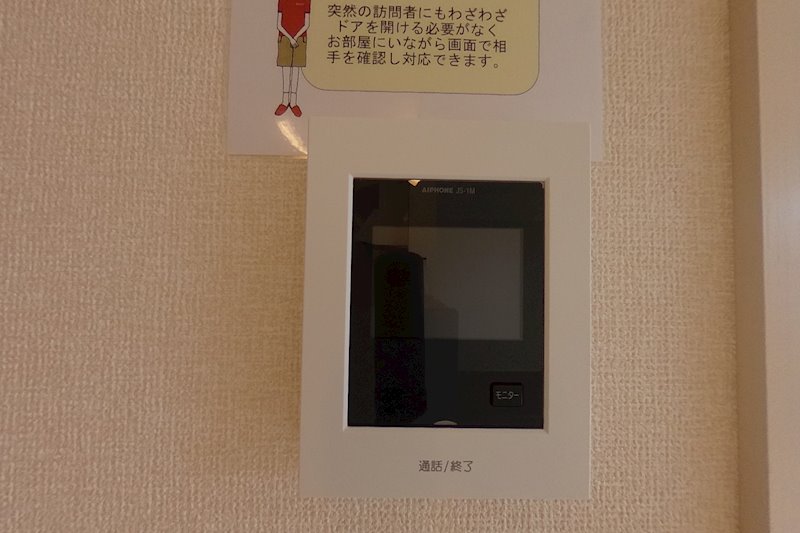 突然の訪問者にもわざわざ
ドアを開ける必要がなく
お部屋にいながら画面で相
手を確認し対応できます。
AIPHONE JS-1M
モニター
通話/終了